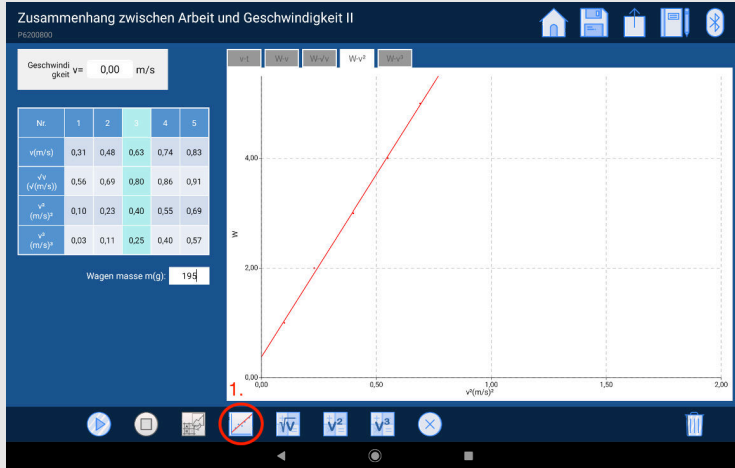 Zusammenhang zwischen Arbeit und Geschwindigkeit II
P6200800
Geschwindi
gkeit v= 0,00 m/s
v-t W-v W-√v W-v² W-v³
Nr. 1 2 3 4 5
v(m/s) 0,31 0,48 0,63 0,74 0,83
√v
(√(m/s)) 0,56 0,69 0,80 0,86 0,91
v²
(m/s)² 0,10 0,23 0,40 0,55 0,69
v³
(m/s)³ 0,03 0,11 0,25 0,40 0,57
Wagen masse m(g): 195
4,00
W
2,00
0,00
1. 0,00 0,50 1,00 1,50 2,00
v²(m/s)²
√v v² v³